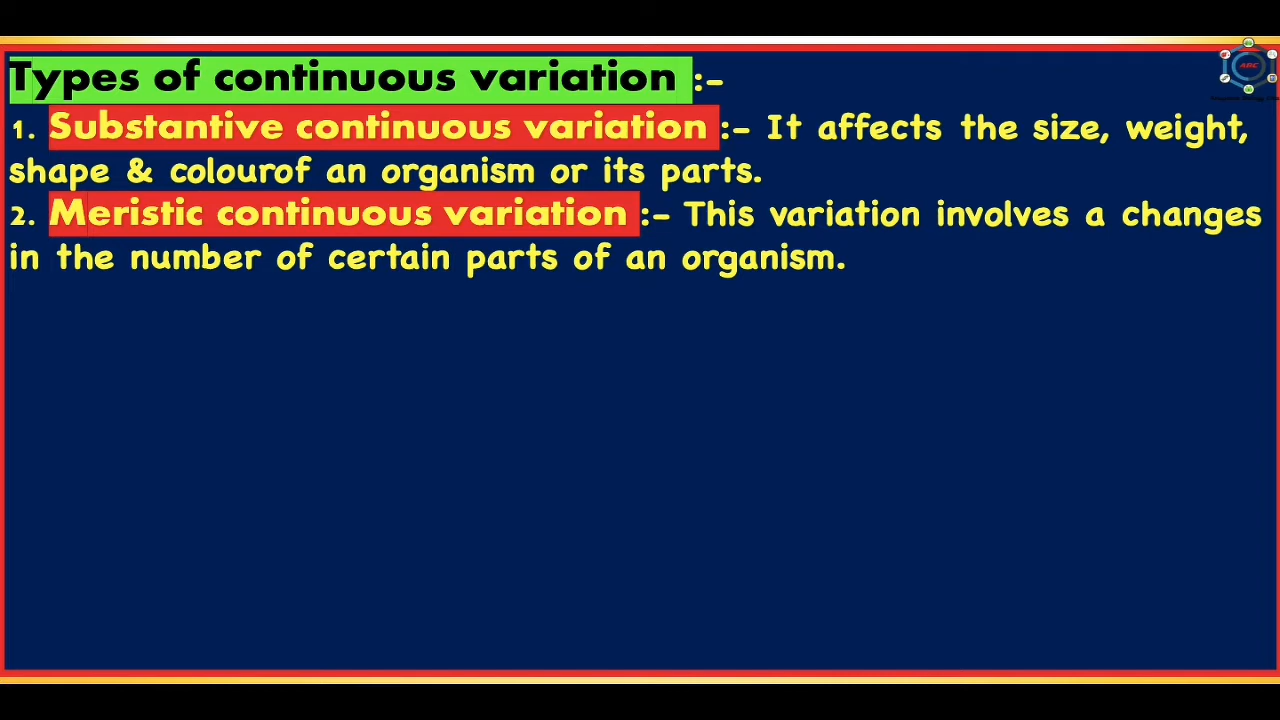 Types of continuous variation :-
1. Substantive continuous variation :- It affects the size, weight,
shape & colourof an organism or its parts.
2. Meristic continuous variation :- This variation involves a changes
in the number of certain parts of an organism.
ABC